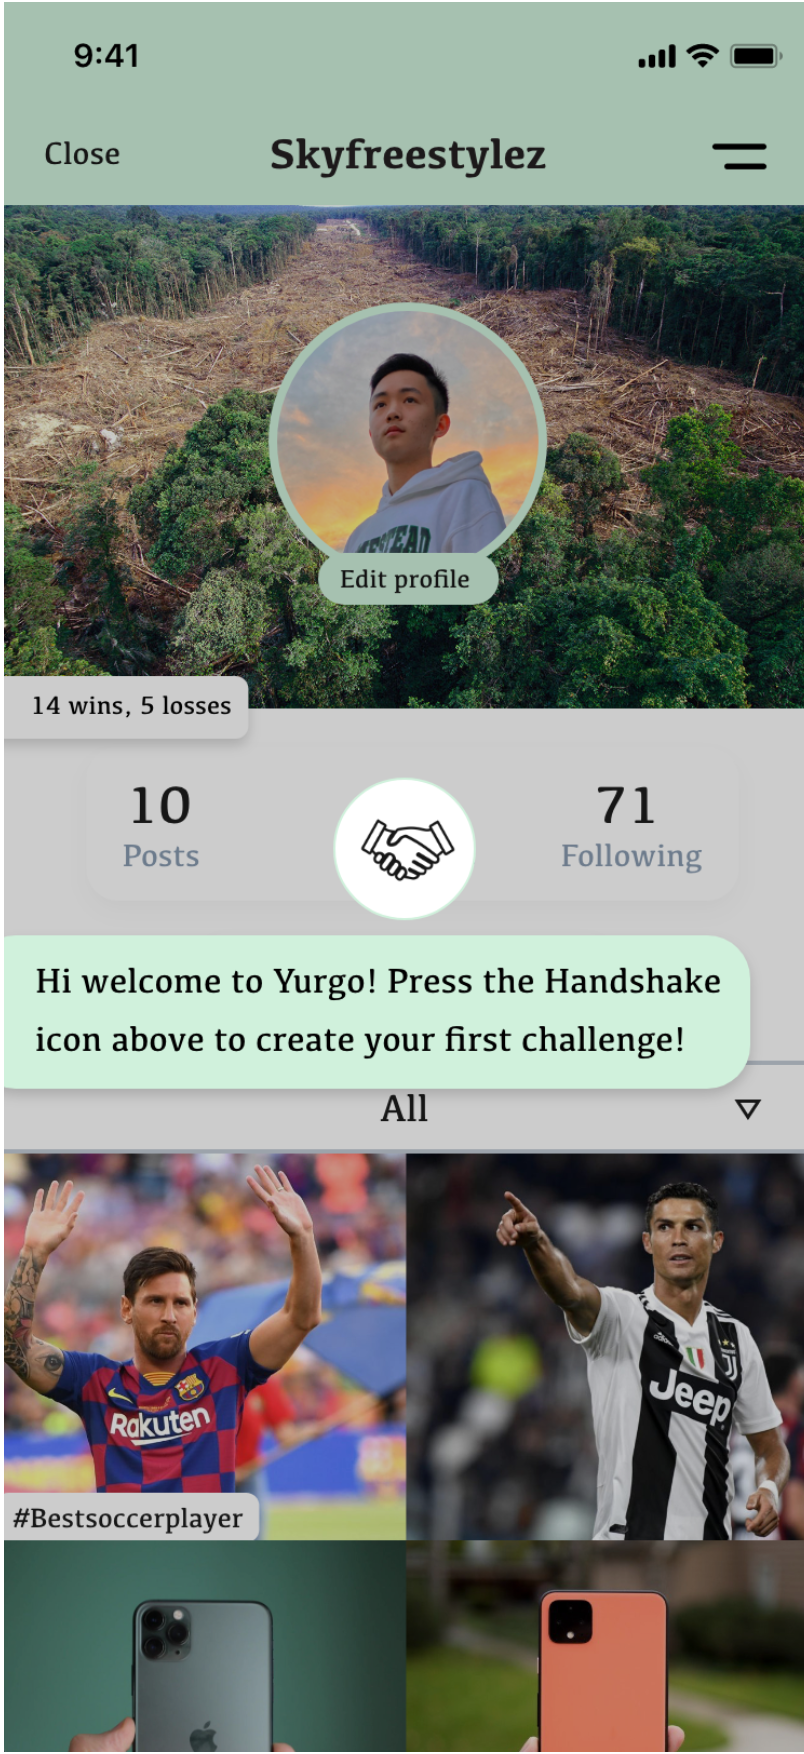 9:41
Close
Skyfreestylez
Edit profile
14 wins, 5 losses
10
71
Posts
Following
Hi welcome to Yurgo! Press the Handshake
icon above to create your first challenge!
All
Rakuten
adidas
Jeep
#Bestsoccerplayer